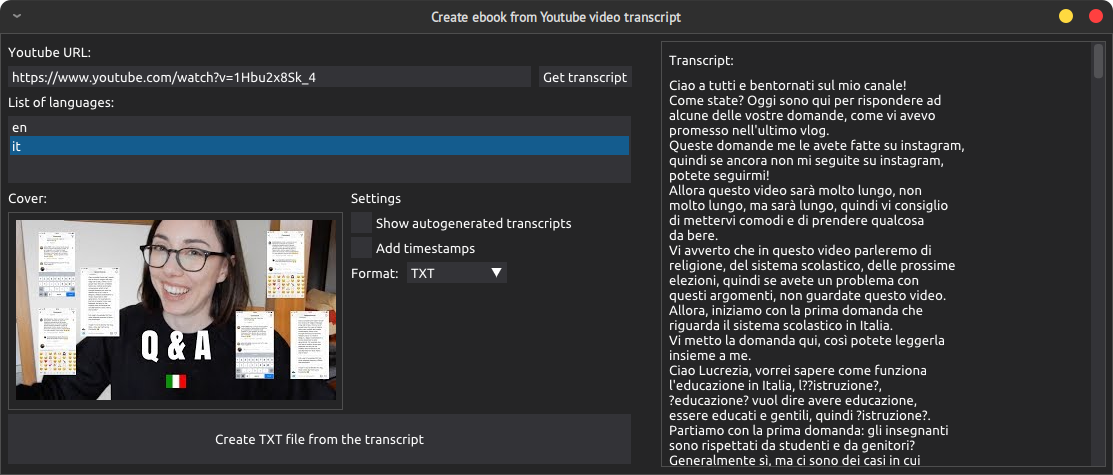 Create ebook from Youtube video transcript
Youtube URL:
https://www.youtube.com/watch?v=1Hbu2x8Sk_4
Get transcript
List of languages:
en
it
Cover:
Q & A
Settings
Show autogenerated transcripts
Add timestamps
Format: TXT
Create TXT file from the transcript
Transcript:
Ciao a tutti e bentornati sul mio canale!
Come state? Oggi sono qui per rispondere ad
alcune delle vostre domande, come vi avevo
promesso nell'ultimo vlog.
Queste domande me le avete fatte su instagram,
quindi se ancora non mi seguite su instagram,
potete seguirmi!
Allora questo video sarà molto lungo, non
molto lungo, ma sarà lungo, quindi vi consiglio
di mettervi comodi e di prendere qualcosa
da bere.
Vi avverto che in questo video parleremo di
religione, del sistema scolastico, delle prossime
elezioni, quindi se avete un problema con
questi argomenti, non guardate questo video.
Allora, iniziamo con la prima domanda che
riguarda il sistema scolastico in Italia.
Vi metto la domanda qui, così potete leggerla
insieme a me.
Ciao Lucrezia, vorrei sapere come funziona
l'educazione in Italia, l??istruzione?,
?educazione? vuol dire avere educazione,
essere educati e gentili, quindi ?istruzione?.
Partiamo con la prima domanda: gli insegnanti
sono rispettati da studenti e da genitori?
Generalmente sì, ma ci sono dei casi in cui